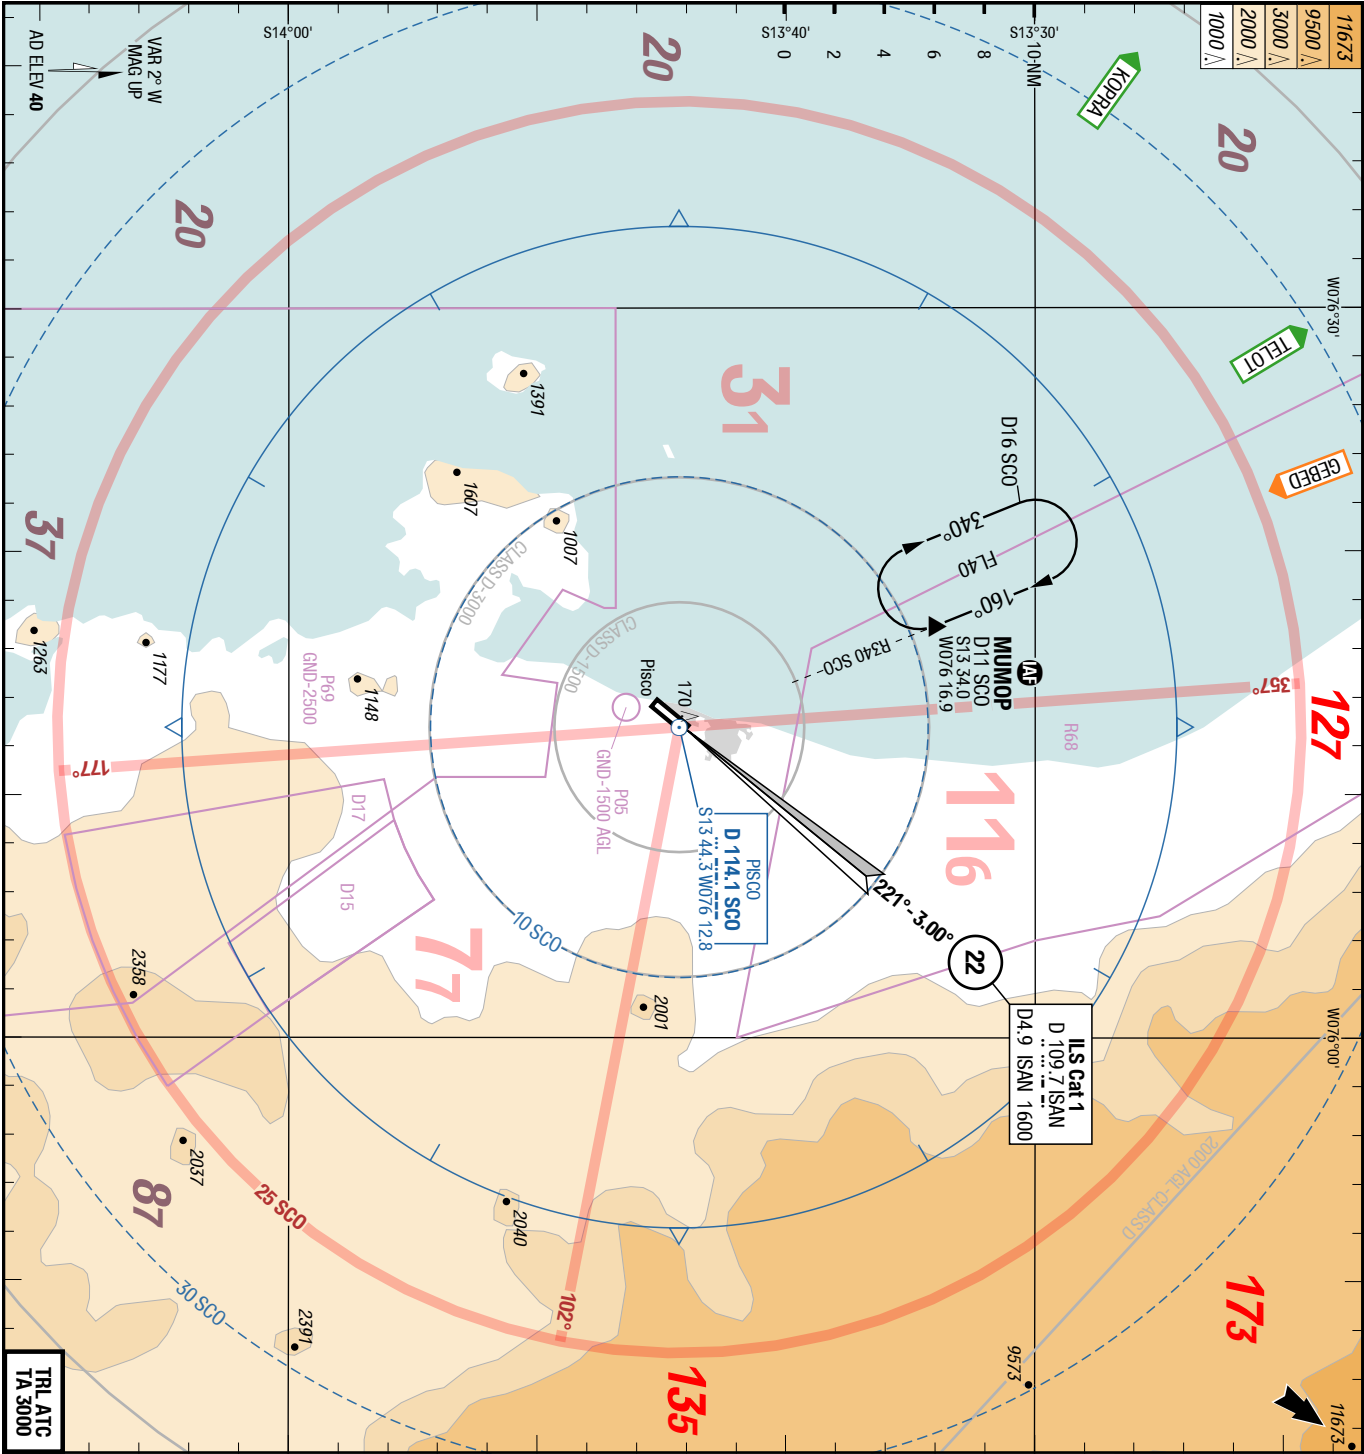 11673
9500
3000
2000
1000
0
2
4
6
8
10 NM
S14°00'
S13°40'
S13°30'
W076°30'
W076°00'
VAR 2° W
MAG UP
AD ELEV 40
KOPRA
TELOT
GEBED
20
20
20
31
37
127
116
77
87
135
173
1391
1607
1007
1263
1177
1148
2358
2037
2001
2040
2391
9573
11673
D16 SCO
340°
FL40
160°
R340 SCO
IAF
MUMOP
D11 SCO
S13 34.0
W076 16.9
357°
177°
102°
R68
CLASS D-3000
CLASS D-1500
Pisco
170
P69
GND-2500
P05
GND-1500 AGL
D17
D15
PISCO
D 114.1 SCO
S13 44.3 W076 12.8
221°-3.00°
22
ILS Cat 1
D 109.7 ISAN
D4.9 ISAN 1600
10 SCO
25 SCO
30 SCO
2000 AGL-CLASS D
TRL ATC
TA 3000